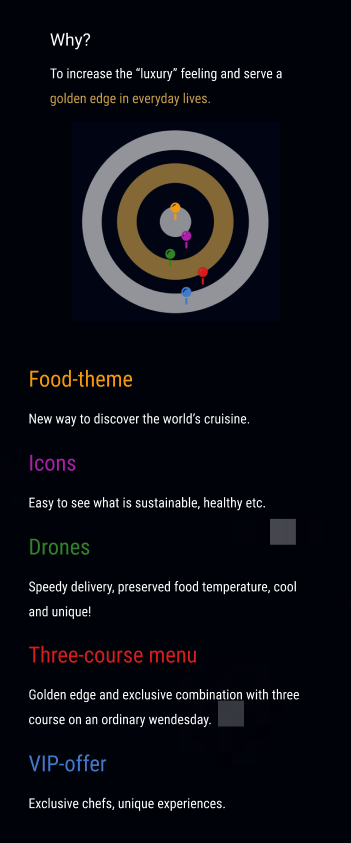 Why?
To increase the “luxury” feeling and serve a
golden edge in everyday lives.
Food-theme
New way to discover the world’s cruisine.
Icons
Easy to see what is sustainable, healthy etc.
Drones
Speedy delivery, preserved food temperature, cool
and unique!
Three-course menu
Golden edge and exclusive combination with three
course on an ordinary wendesday.
VIP-offer
Exclusive chefs, unique experiences.